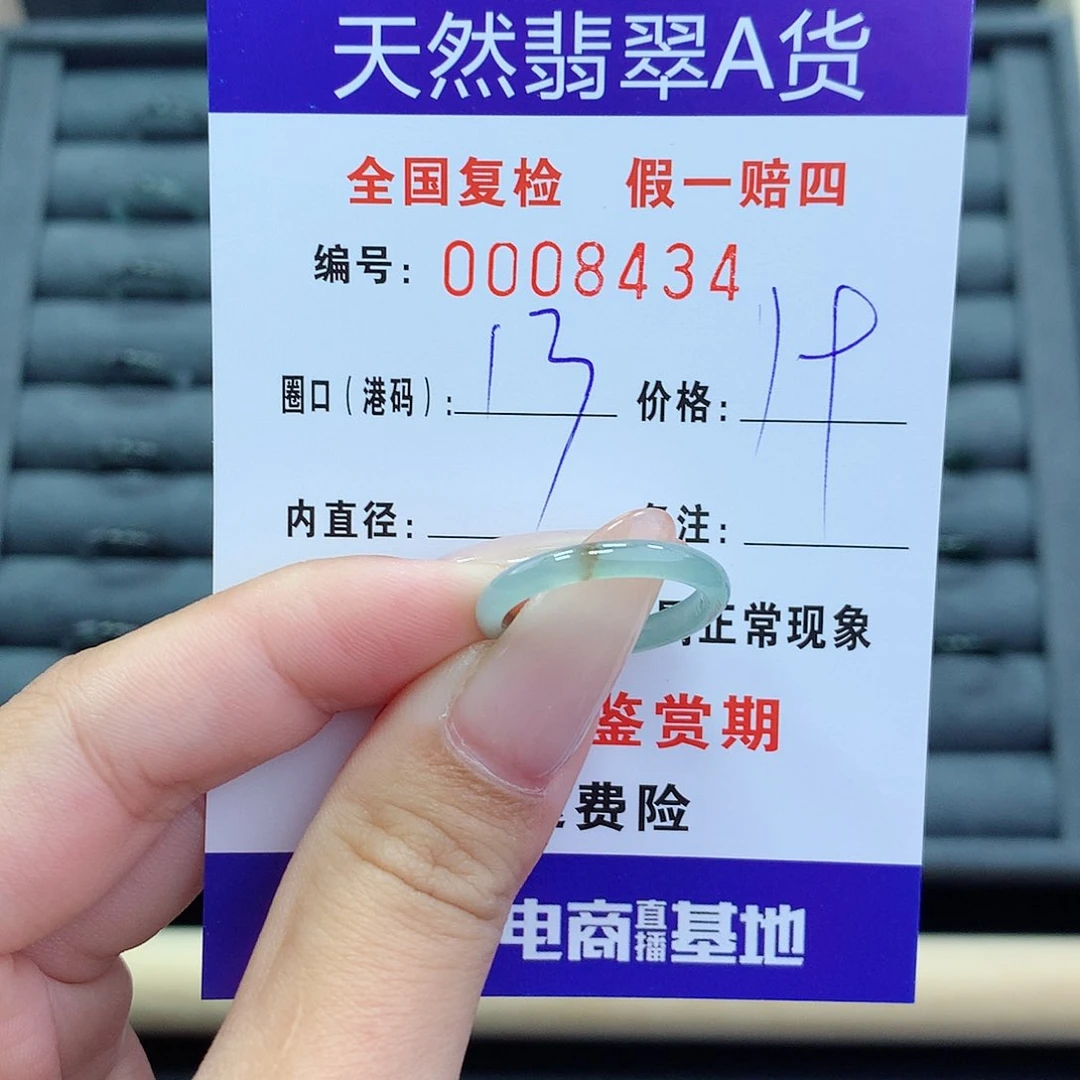 天然翡翠A货
全国复检 假一赔四
编号: 0008434
圈口(港码): 13 价格:
内直径: 备注:
正常现象
鉴赏期
费险
电商直播基地